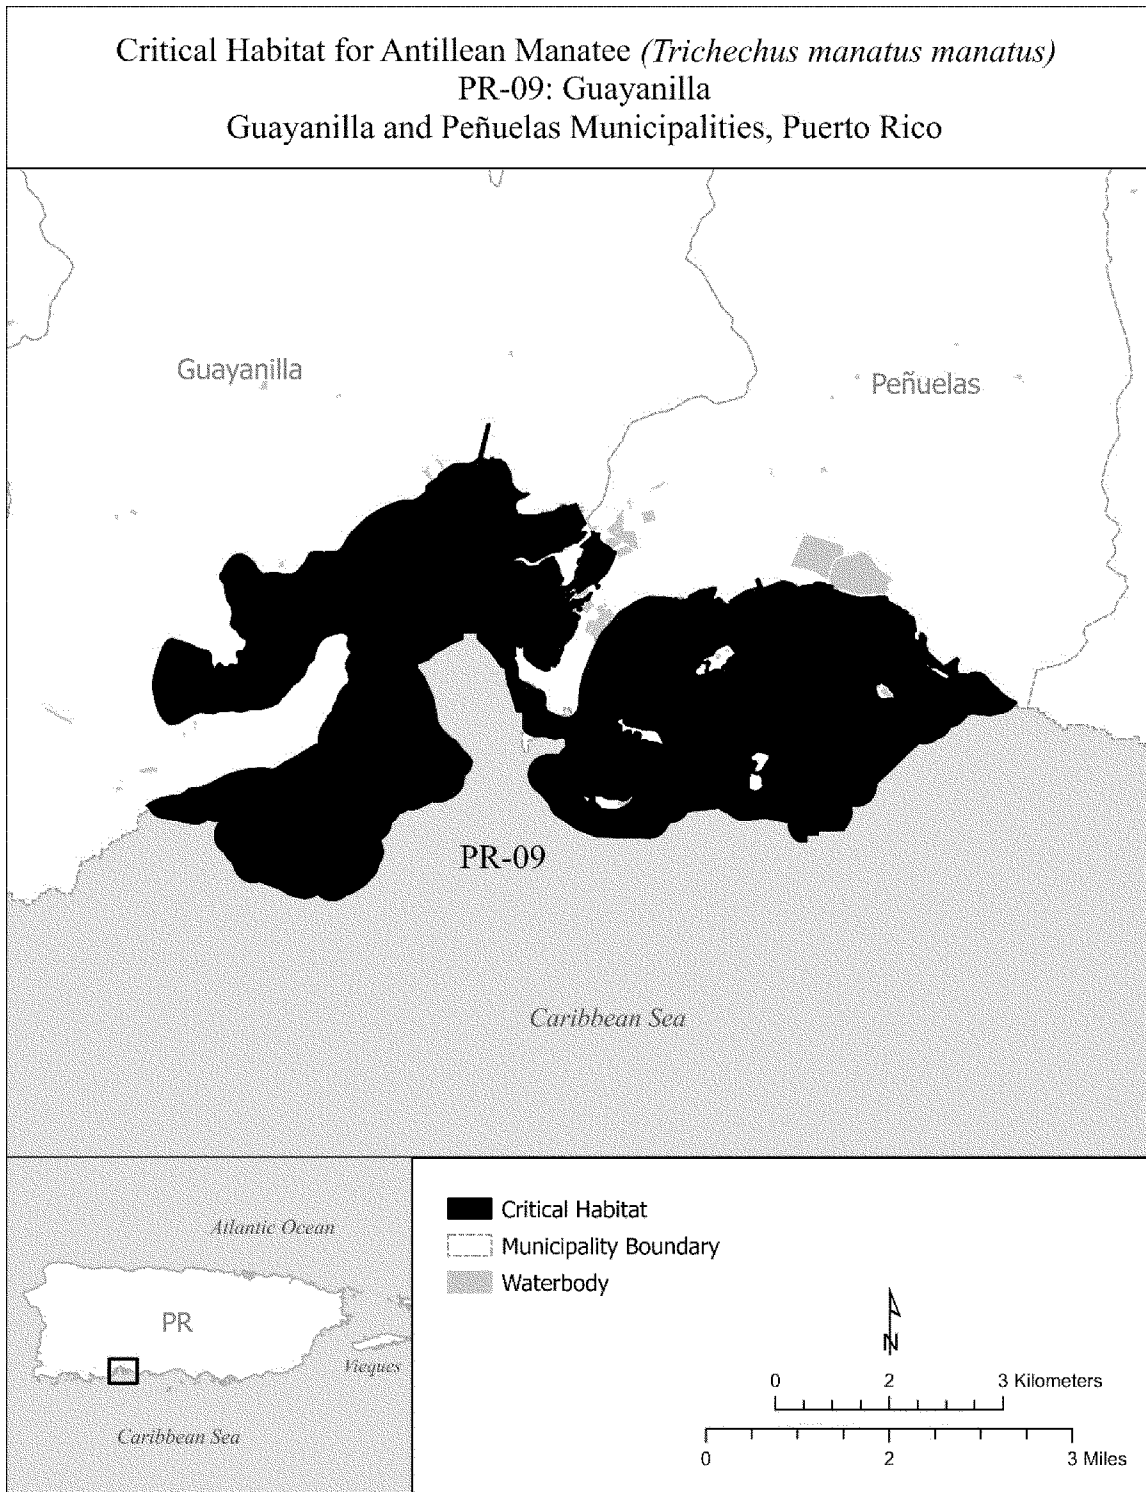 Critical Habitat for Antillean Manatee (Trichechus manatus manatus)
PR-09: Guayanilla
Guayanilla and Peñuelas Municipalities, Puerto Rico
Guayanilla
Peñuelas
PR-09
Caribbean Sea
Atlantic Ocean
PR
Vieques
Caribbean Sea
Critical Habitat
Municipality Boundary
Waterbody
N
0 2 3 Kilometers
0 2 3 Miles